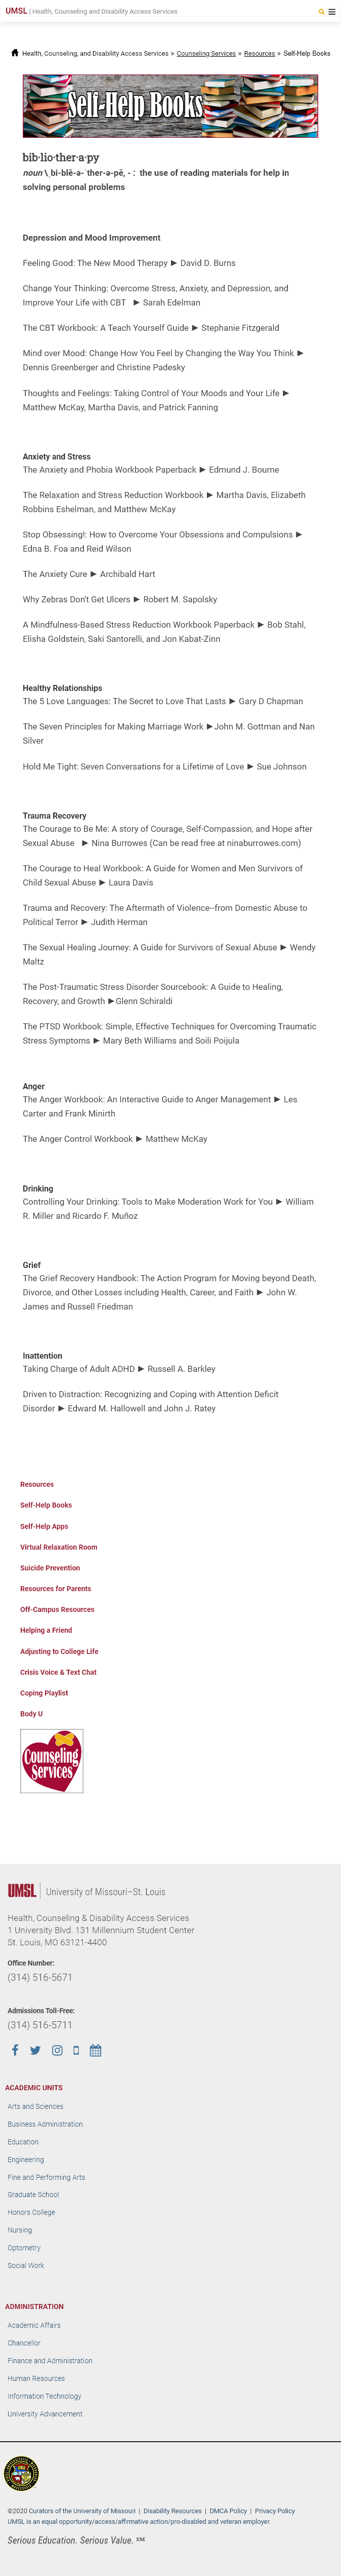 UMSL | Health, Counseling and Disability Access Services
Health, Counseling, and Disability Access Services » Counseling Services » Resources » Self-Help Books
Self-Help Books
bib·lio·ther·a·py
noun \ˌbi-blē-ə-ˈther-ə-pē, - :  the use of reading materials for help in
solving personal problems
Depression and Mood Improvement
Feeling Good: The New Mood Therapy ► David D. Burns
Change Your Thinking: Overcome Stress, Anxiety, and Depression, and
Improve Your Life with CBT   ► Sarah Edelman
The CBT Workbook: A Teach Yourself Guide ► Stephanie Fitzgerald
Mind over Mood: Change How You Feel by Changing the Way You Think ►
Dennis Greenberger and Christine Padesky
Thoughts and Feelings: Taking Control of Your Moods and Your Life ►
Matthew McKay, Martha Davis, and Patrick Fanning
Anxiety and Stress
The Anxiety and Phobia Workbook Paperback ► Edmund J. Bourne
The Relaxation and Stress Reduction Workbook ► Martha Davis, Elizabeth
Robbins Eshelman, and Matthew McKay
Stop Obsessing!: How to Overcome Your Obsessions and Compulsions ►
Edna B. Foa and Reid Wilson
The Anxiety Cure ► Archibald Hart
Why Zebras Don't Get Ulcers ► Robert M. Sapolsky
A Mindfulness-Based Stress Reduction Workbook Paperback ► Bob Stahl,
Elisha Goldstein, Saki Santorelli, and Jon Kabat-Zinn
Healthy Relationships
The 5 Love Languages: The Secret to Love That Lasts ► Gary D Chapman
The Seven Principles for Making Marriage Work ►John M. Gottman and Nan
Silver
Hold Me Tight: Seven Conversations for a Lifetime of Love ► Sue Johnson
Trauma Recovery
The Courage to Be Me: A story of Courage, Self-Compassion, and Hope after
Sexual Abuse   ► Nina Burrowes (Can be read free at ninaburrowes.com)
The Courage to Heal Workbook: A Guide for Women and Men Survivors of
Child Sexual Abuse ► Laura Davis
Trauma and Recovery: The Aftermath of Violence--from Domestic Abuse to
Political Terror ► Judith Herman
The Sexual Healing Journey: A Guide for Survivors of Sexual Abuse ► Wendy
Maltz
The Post-Traumatic Stress Disorder Sourcebook: A Guide to Healing,
Recovery, and Growth ►Glenn Schiraldi
The PTSD Workbook: Simple, Effective Techniques for Overcoming Traumatic
Stress Symptoms ► Mary Beth Williams and Soili Poijula
Anger
The Anger Workbook: An Interactive Guide to Anger Management ► Les
Carter and Frank Minirth
The Anger Control Workbook ► Matthew McKay
Drinking
Controlling Your Drinking: Tools to Make Moderation Work for You ► William
R. Miller and Ricardo F. Muñoz
Grief
The Grief Recovery Handbook: The Action Program for Moving beyond Death,
Divorce, and Other Losses including Health, Career, and Faith ► John W.
James and Russell Friedman
Inattention
Taking Charge of Adult ADHD ► Russell A. Barkley
Driven to Distraction: Recognizing and Coping with Attention Deficit
Disorder ► Edward M. Hallowell and John J. Ratey
Resources
Self-Help Books
Self-Help Apps
Virtual Relaxation Room
Suicide Prevention
Resources for Parents
Off-Campus Resources
Helping a Friend
Adjusting to College Life
Crisis Voice & Text Chat
Coping Playlist
Body U
Counseling
Services
UMSL | University of Missouri–St. Louis
Health, Counseling & Disability Access Services
1 University Blvd. 131 Millennium Student Center
St. Louis, MO 63121-4400
Office Number:
(314) 516-5671
Admissions Toll-Free:
(314) 516-5711
ACADEMIC UNITS
Arts and Sciences
Business Administration
Education
Engineering
Fine and Performing Arts
Graduate School
Honors College
Nursing
Optometry
Social Work
ADMINISTRATION
Academic Affairs
Chancellor
Finance and Administration
Human Resources
Information Technology
University Advancement
©2020 Curators of the University of Missouri | Disability Resources | DMCA Policy | Privacy Policy
UMSL is an equal opportunity/access/affirmative action/pro-disabled and veteran employer.
Serious Education. Serious Value. ℠